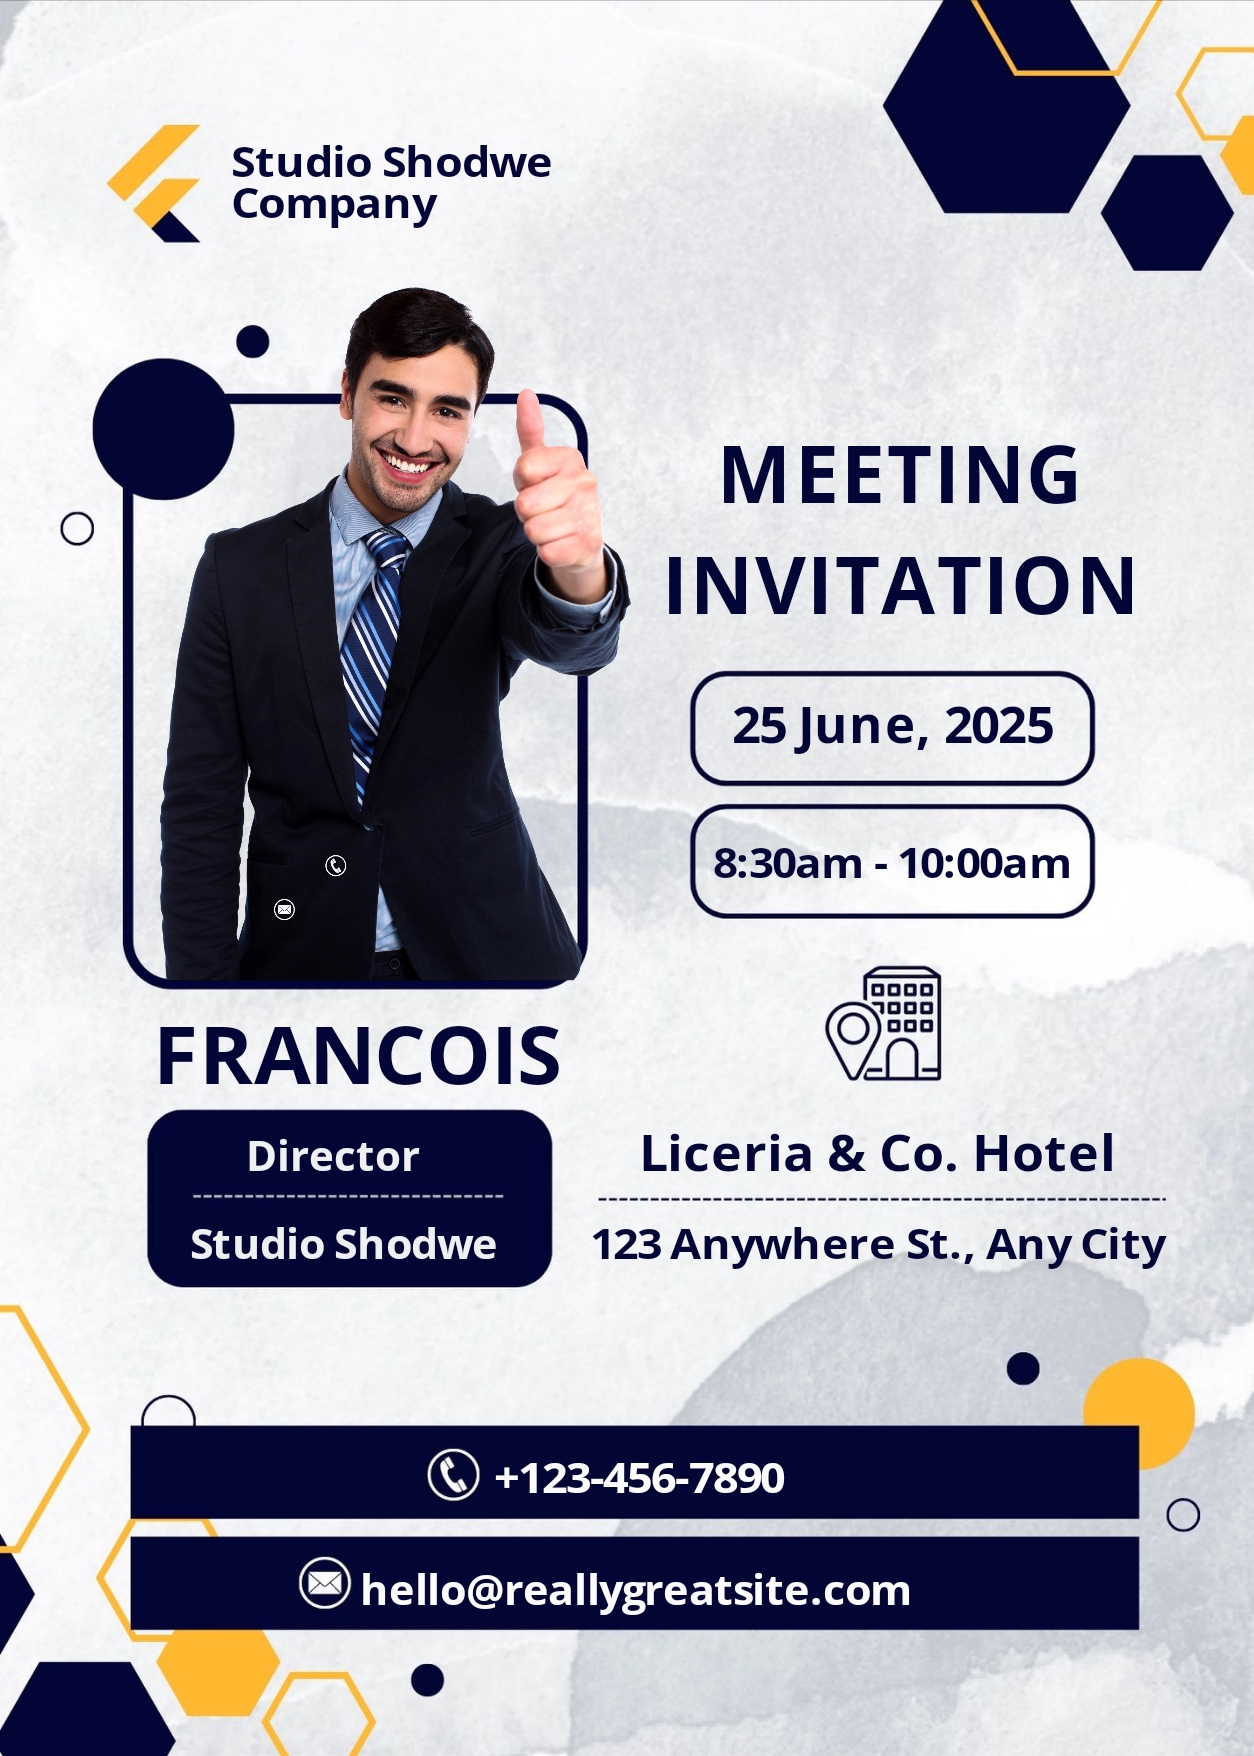 Studio Shodwe
Company
MEETING
INVITATION
25 June, 2025
8:30am - 10:00am
FRANCOIS
Director
Studio Shodwe
Liceria & Co. Hotel
123 Anywhere St., Any City
+123-456-7890
hello@reallygreatsite.com